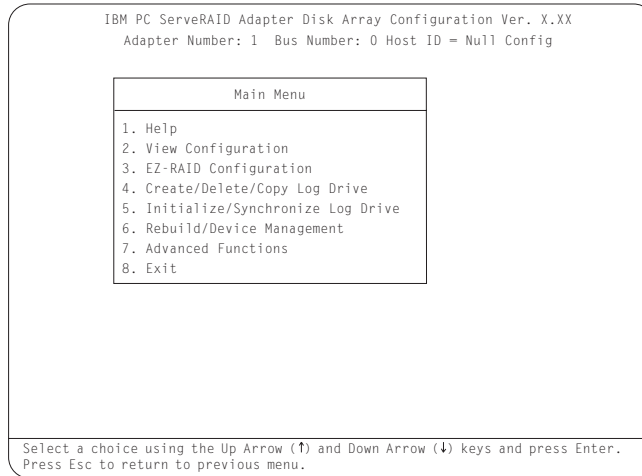 IBM PC ServeRAID Adapter Disk Array Configuration Ver. X.XX
Adapter Number: 1 Bus Number: 0 Host ID = Null Config
Main Menu
1. Help
2. View Configuration
3. EZ-RAID Configuration
4. Create/Delete/Copy Log Drive
5. Initialize/Synchronize Log Drive
6. Rebuild/Device Management
7. Advanced Functions
8. Exit
Select a choice using the Up Arrow (↑) and Down Arrow (↓) keys and press Enter.
Press Esc to return to previous menu.